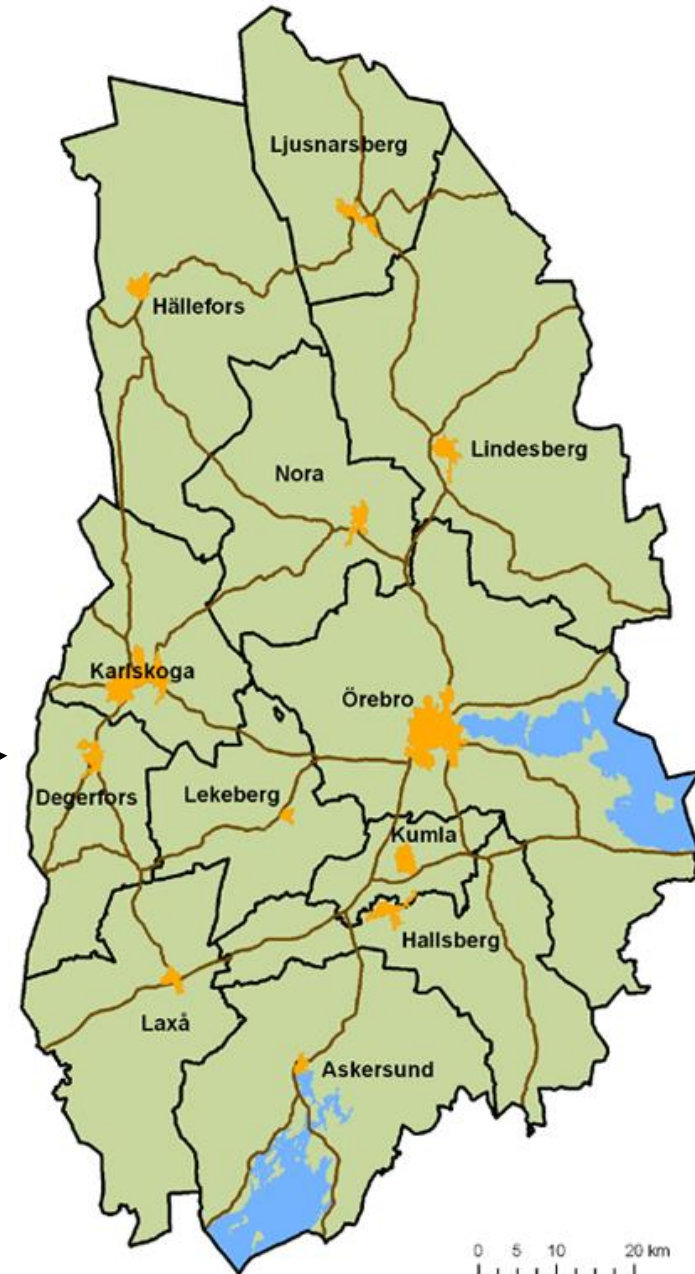 Ljusnarsberg
Hällefors
Lindesberg
Nora
Karlskoga
Örebro
Degerfors
Lekeberg
Kumla
Hallsberg
Laxå
Askersund
0 5 10 20 km